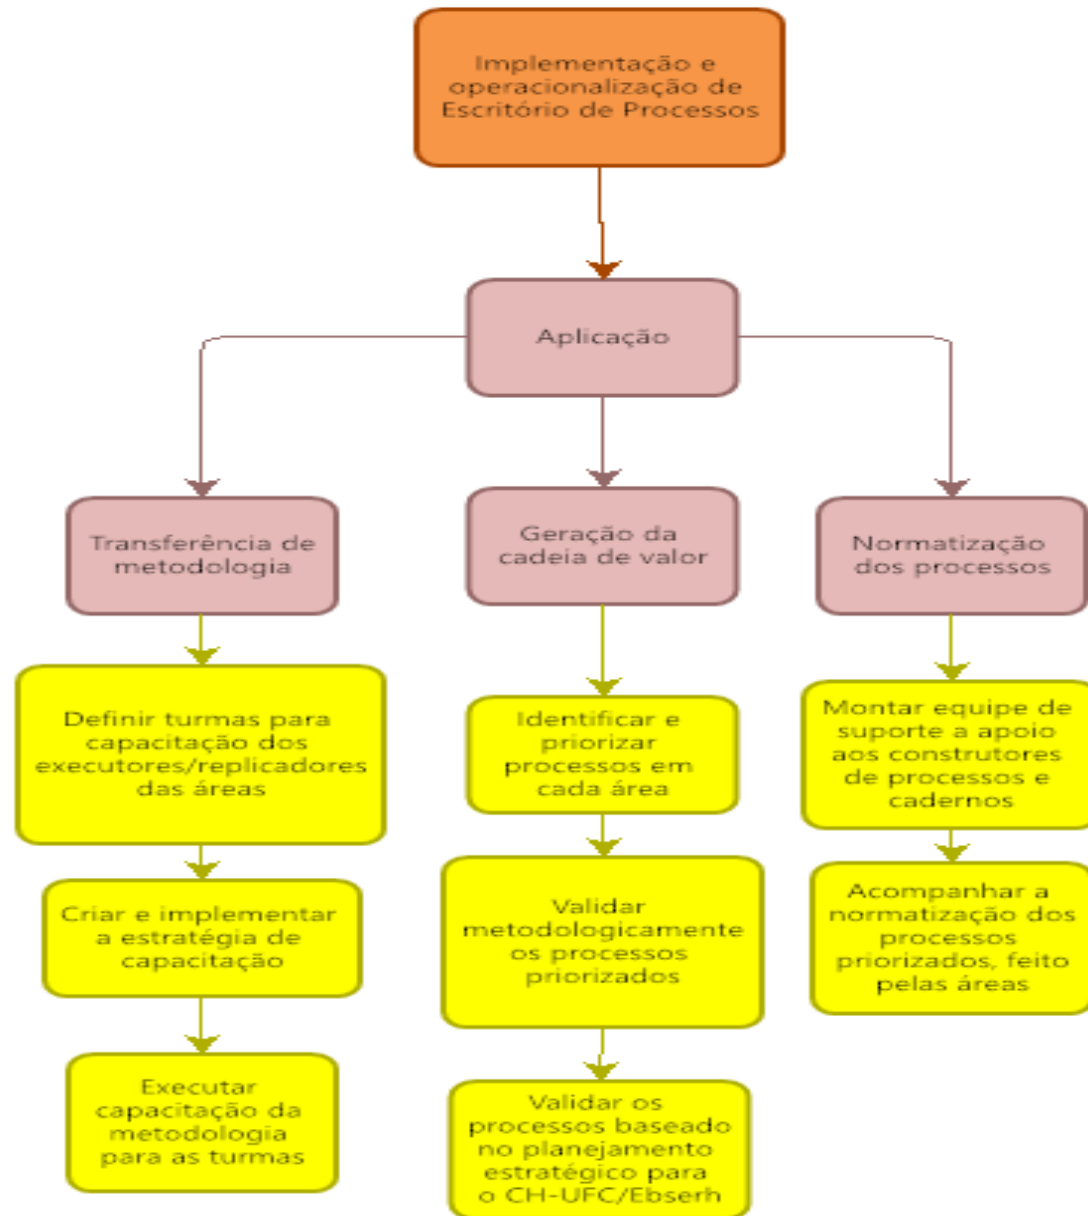 Implementação e
operacionalização de
Escritório de Processos
Aplicação
Transferência de
metodologia
Geração da
cadeia de valor
Normatização
dos processos
Definir turmas para
capacitação dos
executores/replicadores
das áreas
Identificar e
priorizar
processos em
cada área
Montar equipe de
suporte a apoio
aos construtores
de processos e
cadernos
Criar e implementar
a estratégia de
capacitação
Validar
metodologicamente
os processos
priorizados
Acompanhar a
normatização dos
processos
priorizados, feito
pelas áreas
Executar
capacitação da
metodologia
para as turmas
Validar os
processos baseado
no planejamento
estratégico para
o CH-UFC/Ebserh